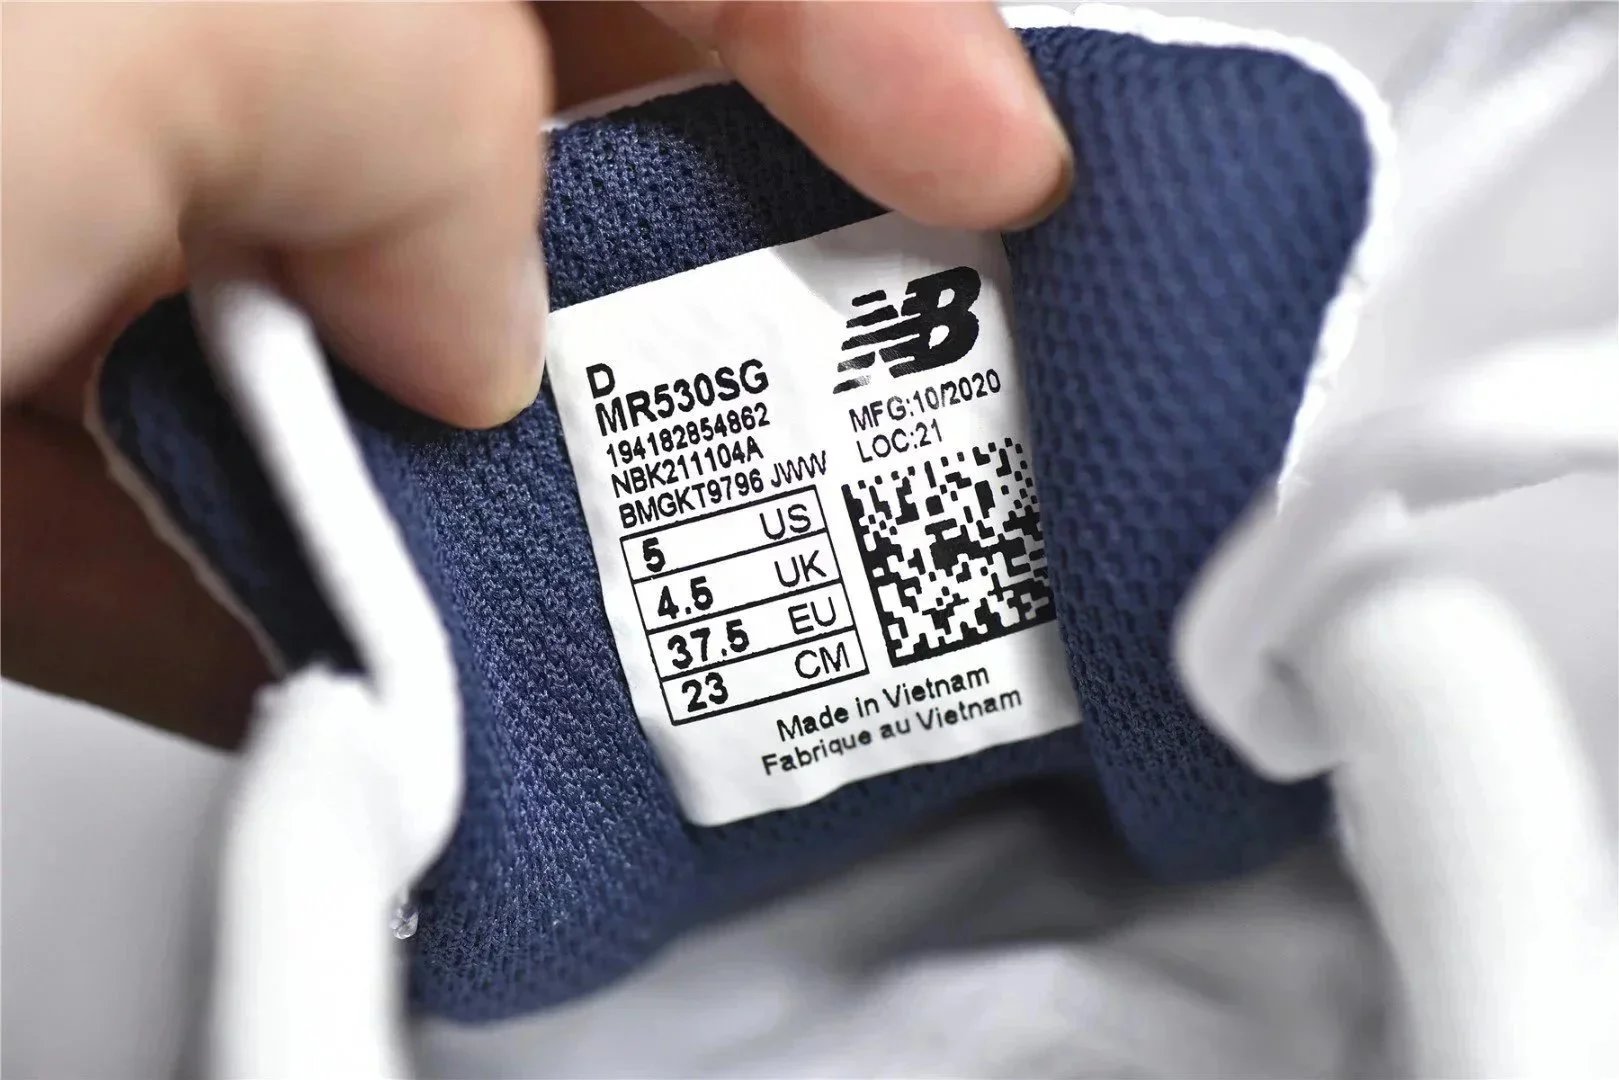 D
MR530SG
194182854862
NBK211104A
BMGKT9796 JWW
5 US
4.5 UK
37.5 EU
23 CM
NB
MFG:10/2020
LOC:21
Made in Vietnam
Fabrique au Vietnam